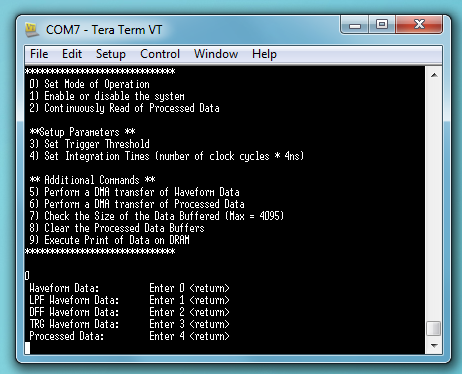 COM7 - Tera Term VT
File Edit Setup Control Window Help
********************************
0) Set Mode of Operation
1) Enable or disable the system
2) Continuously Read of Processed Data
**Setup Parameters **
3) Set Trigger Threshold
4) Set Integration Times (number of clock cycles * 4ns)
** Additional Commands **
5) Perform a DMA transfer of Waveform Data
6) Perform a DMA transfer of Processed Data
7) Check the Size of the Data Buffered (Max = 4095)
8) Clear the Processed Data Buffers
9) Execute Print of Data on DRAM
********************************
0
Waveform Data: Enter 0 <return>
LPF Waveform Data: Enter 1 <return>
DFF Waveform Data: Enter 2 <return>
TRG Waveform Data: Enter 3 <return>
Processed Data: Enter 4 <return>